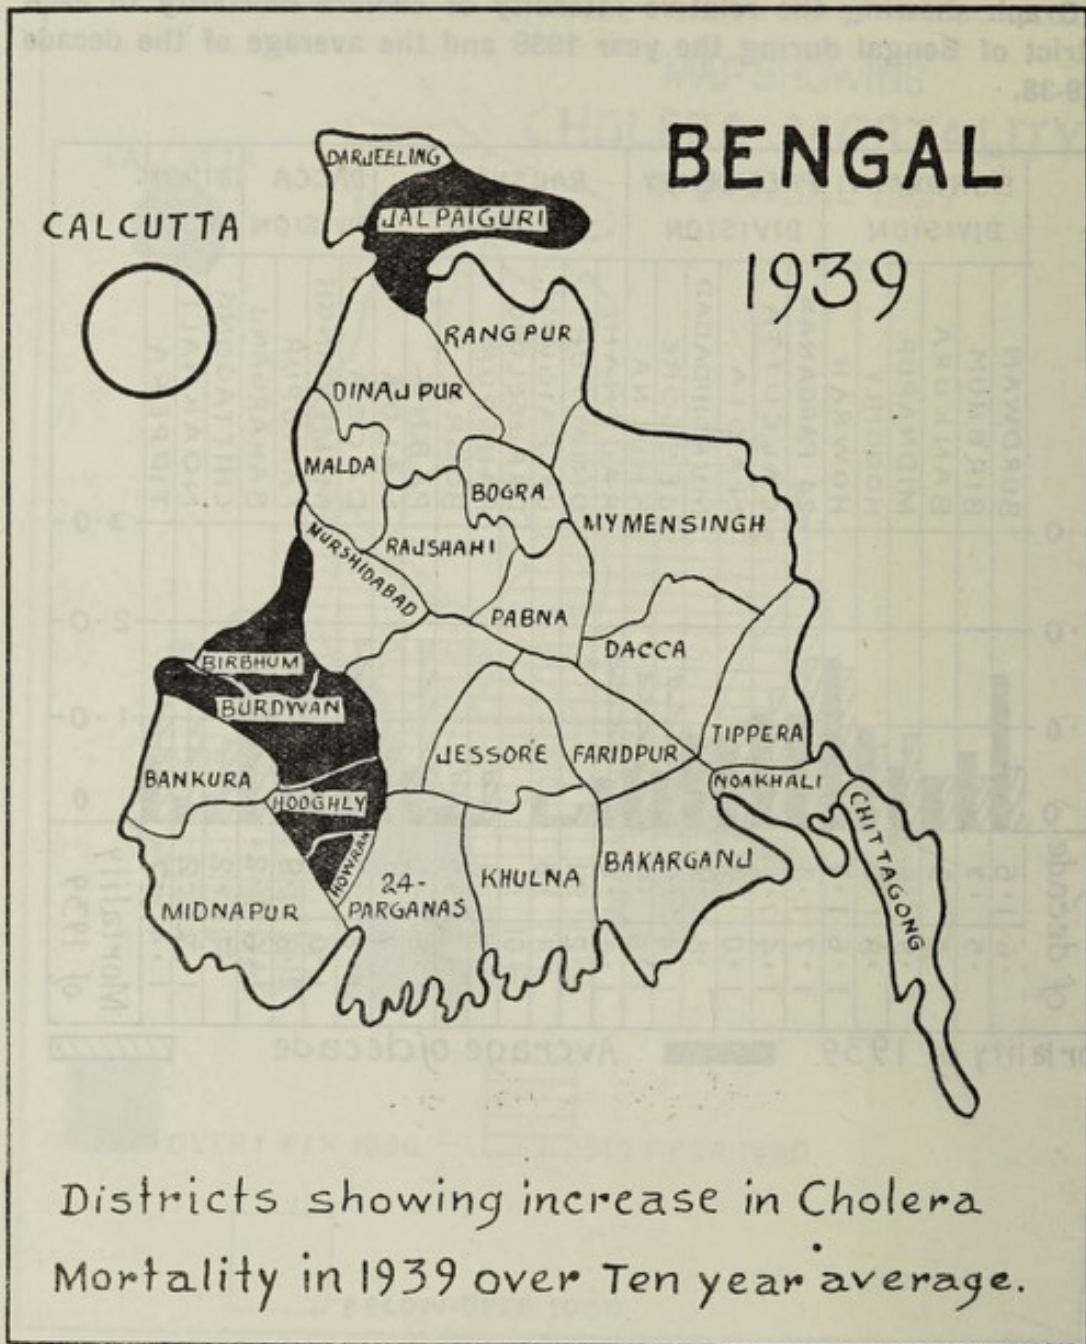 BENGAL
1939
CALCUTTA
DARJEELING
JALPAIGURI
RANGPUR
DINAJPUR
MALDA
BOGRA
MYMENSINGH
RAJSHAHI
MURSHIDABAD
PABNA
DACCA
BIRBHUM
BURDWAN
TIPPERA
JESSORE
FARIDPUR
BANKURA
NOAKHALI
HOOGHLY
CHITTAGONG
HOWRAH
BAKARGANJ
KHULNA
24-
PARGANAS
MIDNAPUR
Districts showing increase in Cholera
Mortality in 1939 over Ten year average.